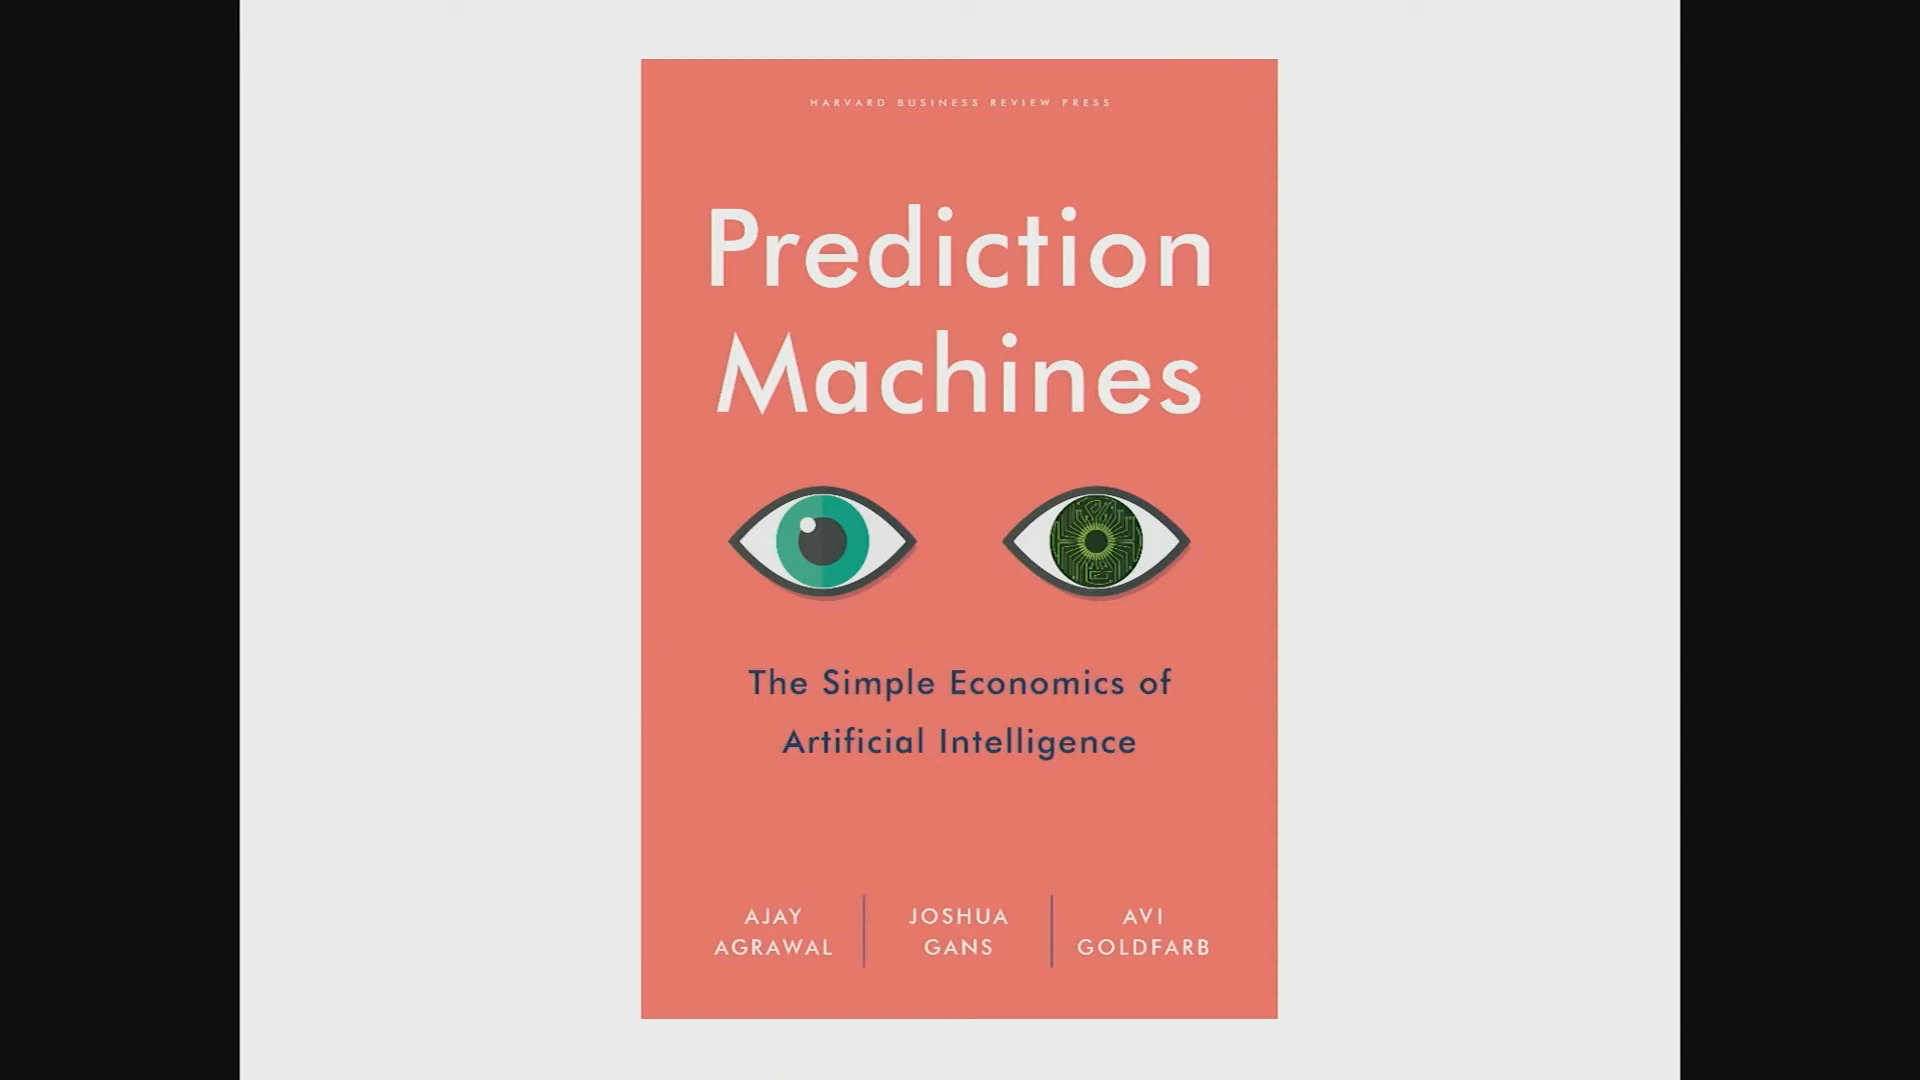 HARVARD BUSINESS REVIEW PRESS
Prediction
Machines
The Simple Economics of
Artificial Intelligence
AJAY
AGRAWAL
JOSHUA
GANS
AVI
GOLDFARB